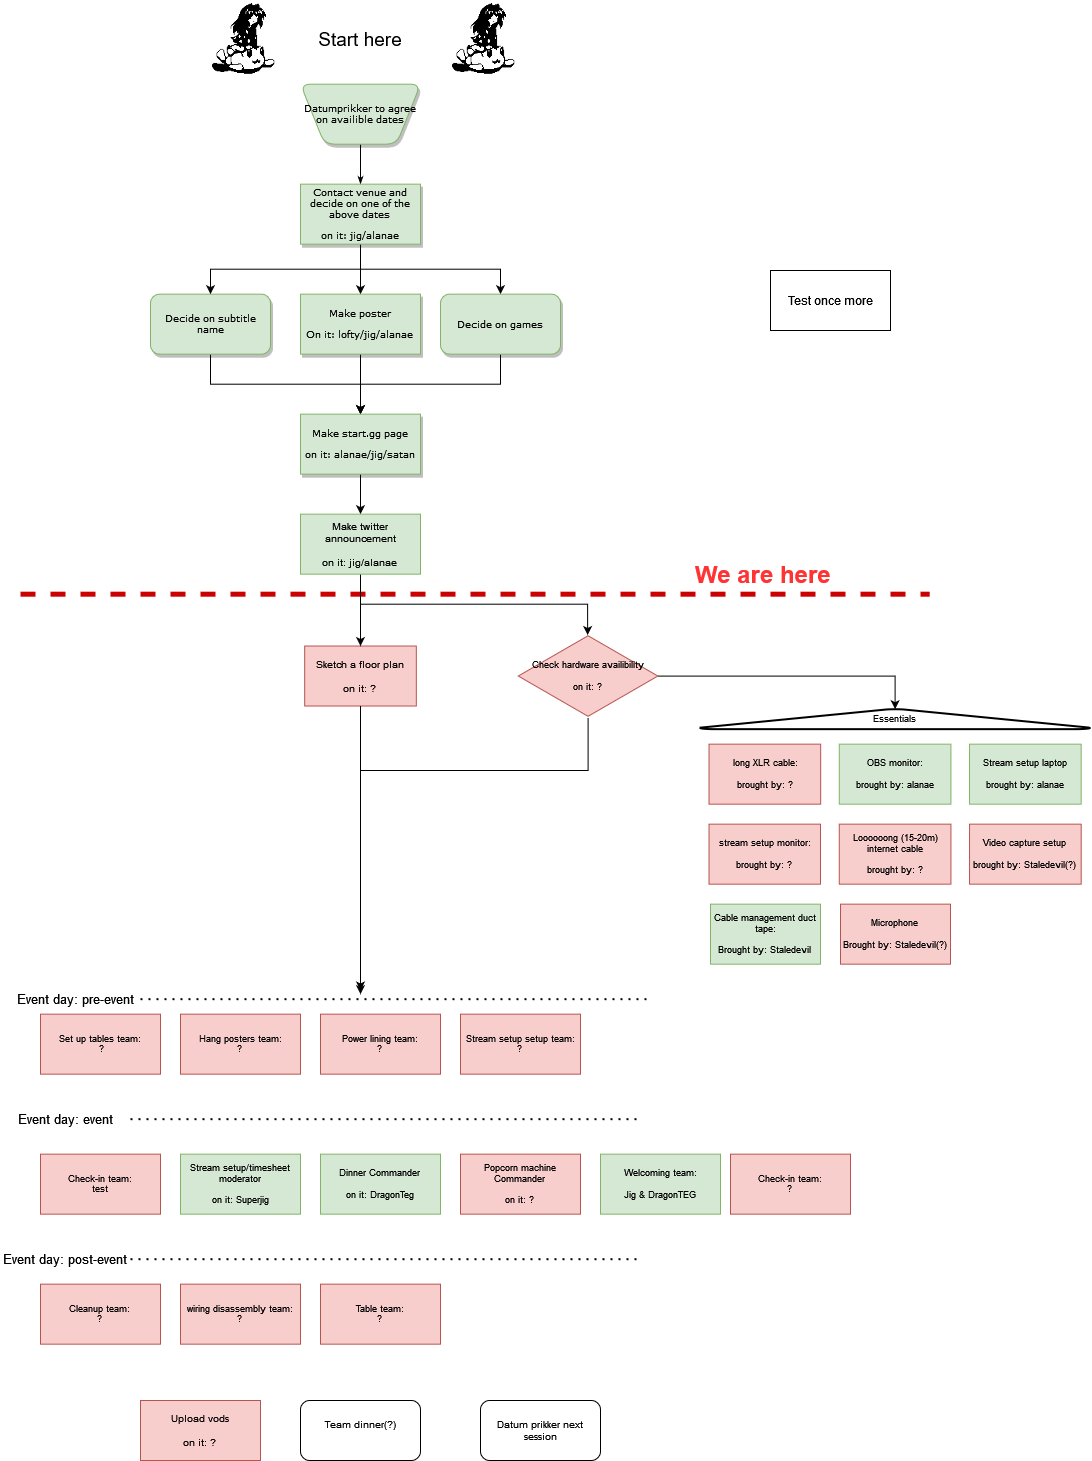 Start here
Datumprikker to agree
on availible dates
Contact venue and
decide on one of the
above dates
on it: jig/alanae
Decide on subtitle
name
Make poster
On it: lofty/jig/alanae
Decide on games
Test once more
Make start.gg page
on it: alanae/jig/satan
Make twitter
announcement
on it: jig/alanae
We are here
Sketch a floor plan
on it: ?
Check hardware availibility
on it: ?
Essentials
long XLR cable:
brought by: ?
OBS monitor:
brought by: alanae
Stream setup laptop
brought by: alanae
stream setup monitor:
brought by: ?
Loooooong (15-20m)
internet cable
brought by: ?
Video capture setup
brought by: Staledevil(?)
Cable management duct
tape:
Brought by: Staledevil
Microphone
Brought by: Staledevil(?)
Event day: pre-event
Set up tables team:
?
Hang posters team:
?
Power lining team:
?
Stream setup setup team:
?
Event day: event
Check-in team:
test
Stream setup/timesheet
moderator
on it: Superjig
Dinner Commander
on it: DragonTeg
Popcorn machine
Commander
on it: ?
Welcoming team:
Jig & DragonTEG
Check-in team:
?
Event day: post-event
Cleanup team:
?
wiring disassembly team:
?
Table team:
?
Upload vods
on it: ?
Team dinner(?)
Datum prikker next
session